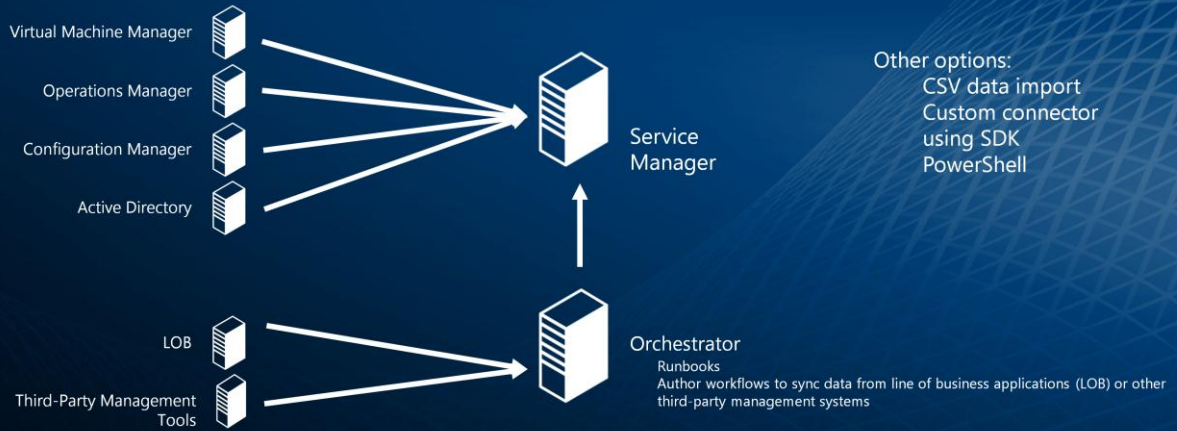 Virtual Machine Manager
Operations Manager
Configuration Manager
Active Directory
Service
Manager
Other options:
CSV data import
Custom connector
using SDK
PowerShell
LOB
Third-Party Management
Tools
Orchestrator
Runbooks
Author workflows to sync data from line of business applications (LOB) or other
third-party management systems